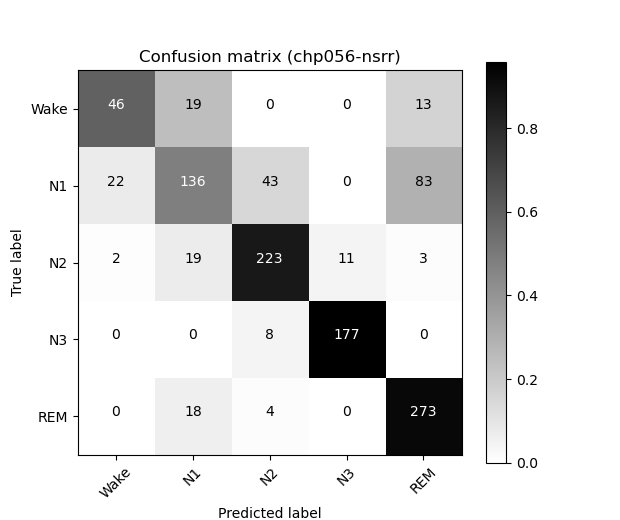 Confusion matrix (chp056-nsrr)
True label
Wake 46 19 0 0 13
N1 22 136 43 0 83
N2 2 19 223 11 3
N3 0 0 8 177 0
REM 0 18 4 0 273
Wake N1 N2 N3 REM
Predicted label
0.8
0.6
0.4
0.2
0.0